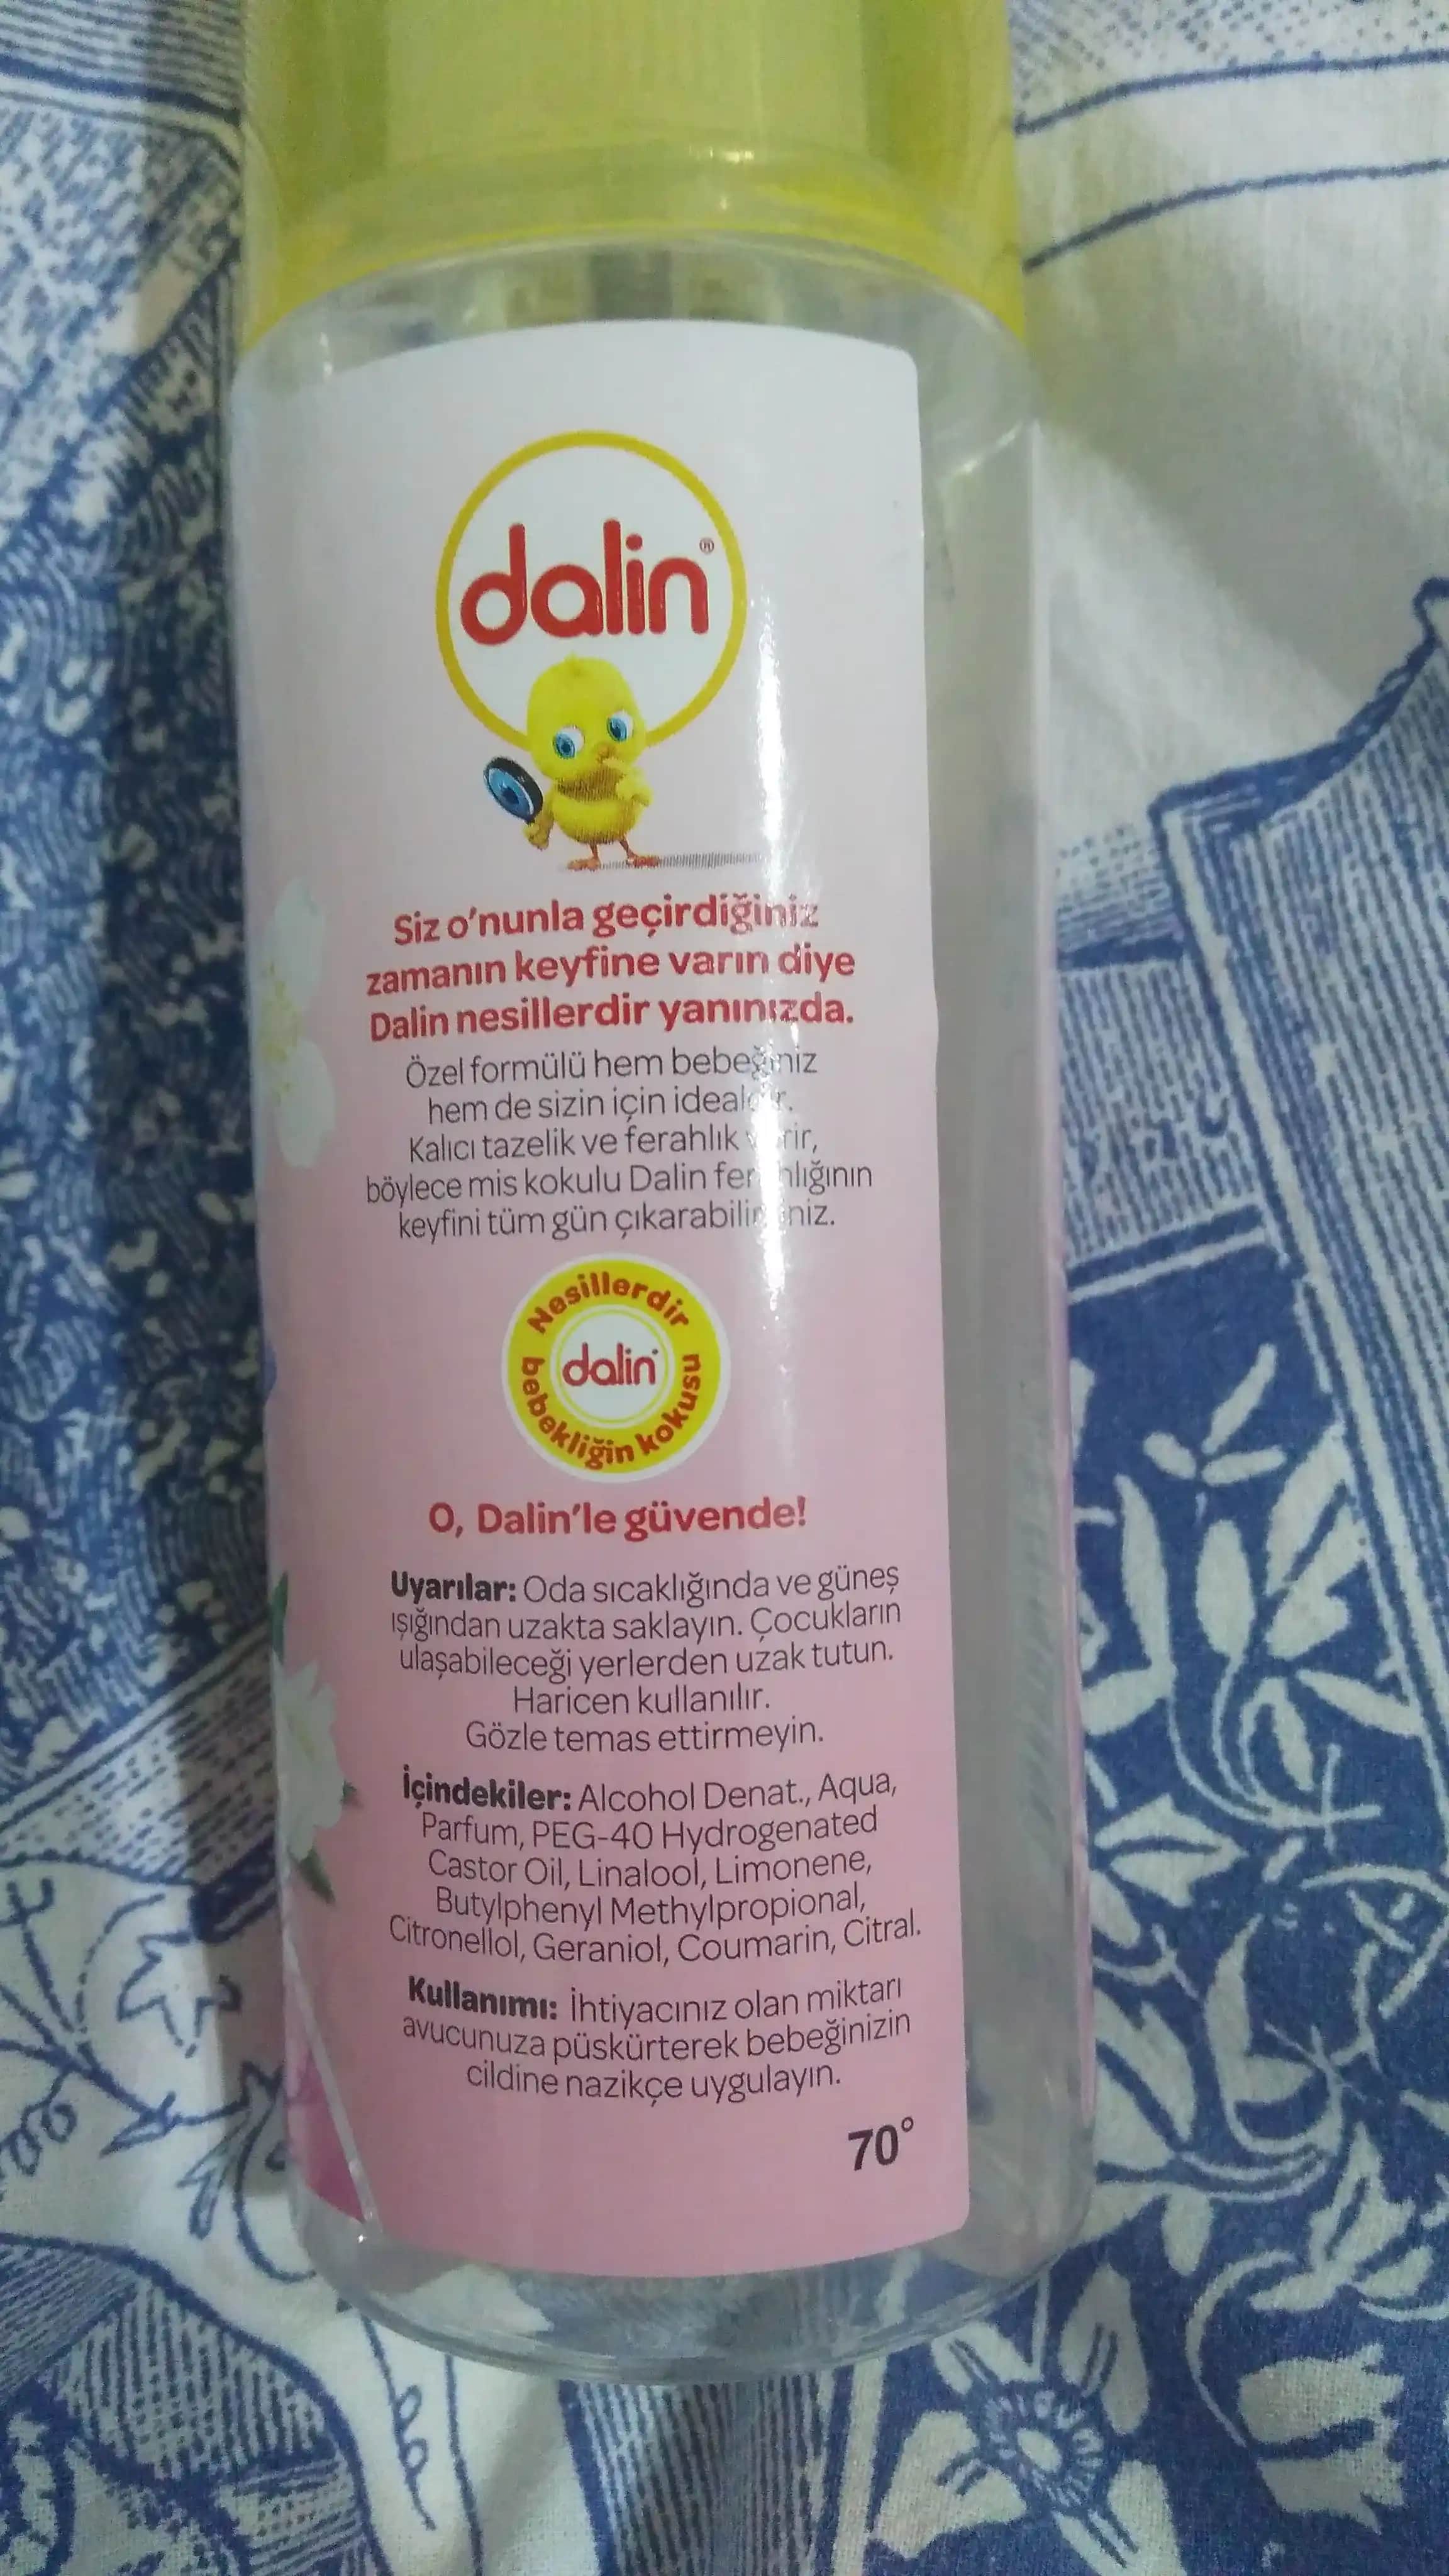 dalin®
Siz o'nunla geçirdiğiniz
zamanın keyfine varın diye
Dalin nesillerdir yanınızda.
Özel formülü hem bebeğiniz
hem de sizin için idealdir.
Kalıcı tazelik ve ferahlık verir,
böylece mis kokulu Dalin ferahlığının
keyfini tüm gün çıkarabilirsiniz.
Nesillerdir
dalin
bebekliğin kokusu
O, Dalin'le güvende!
Uyarılar: Oda sıcaklığında ve güneş
ışığından uzakta saklayın. Çocukların
ulaşabileceği yerlerden uzak tutun.
Haricen kullanılır.
Gözle temas ettirmeyin.
İçindekiler: Alcohol Denat., Aqua,
Parfum, PEG-40 Hydrogenated
Castor Oil, Linalool, Limonene,
Butylphenyl Methylpropional,
Citronellol, Geraniol, Coumarin, Citral.
Kullanımı: İhtiyacınız olan miktarı
avucunuza püskürterek bebeğinizin
cildine nazikçe uygulayın.
70°